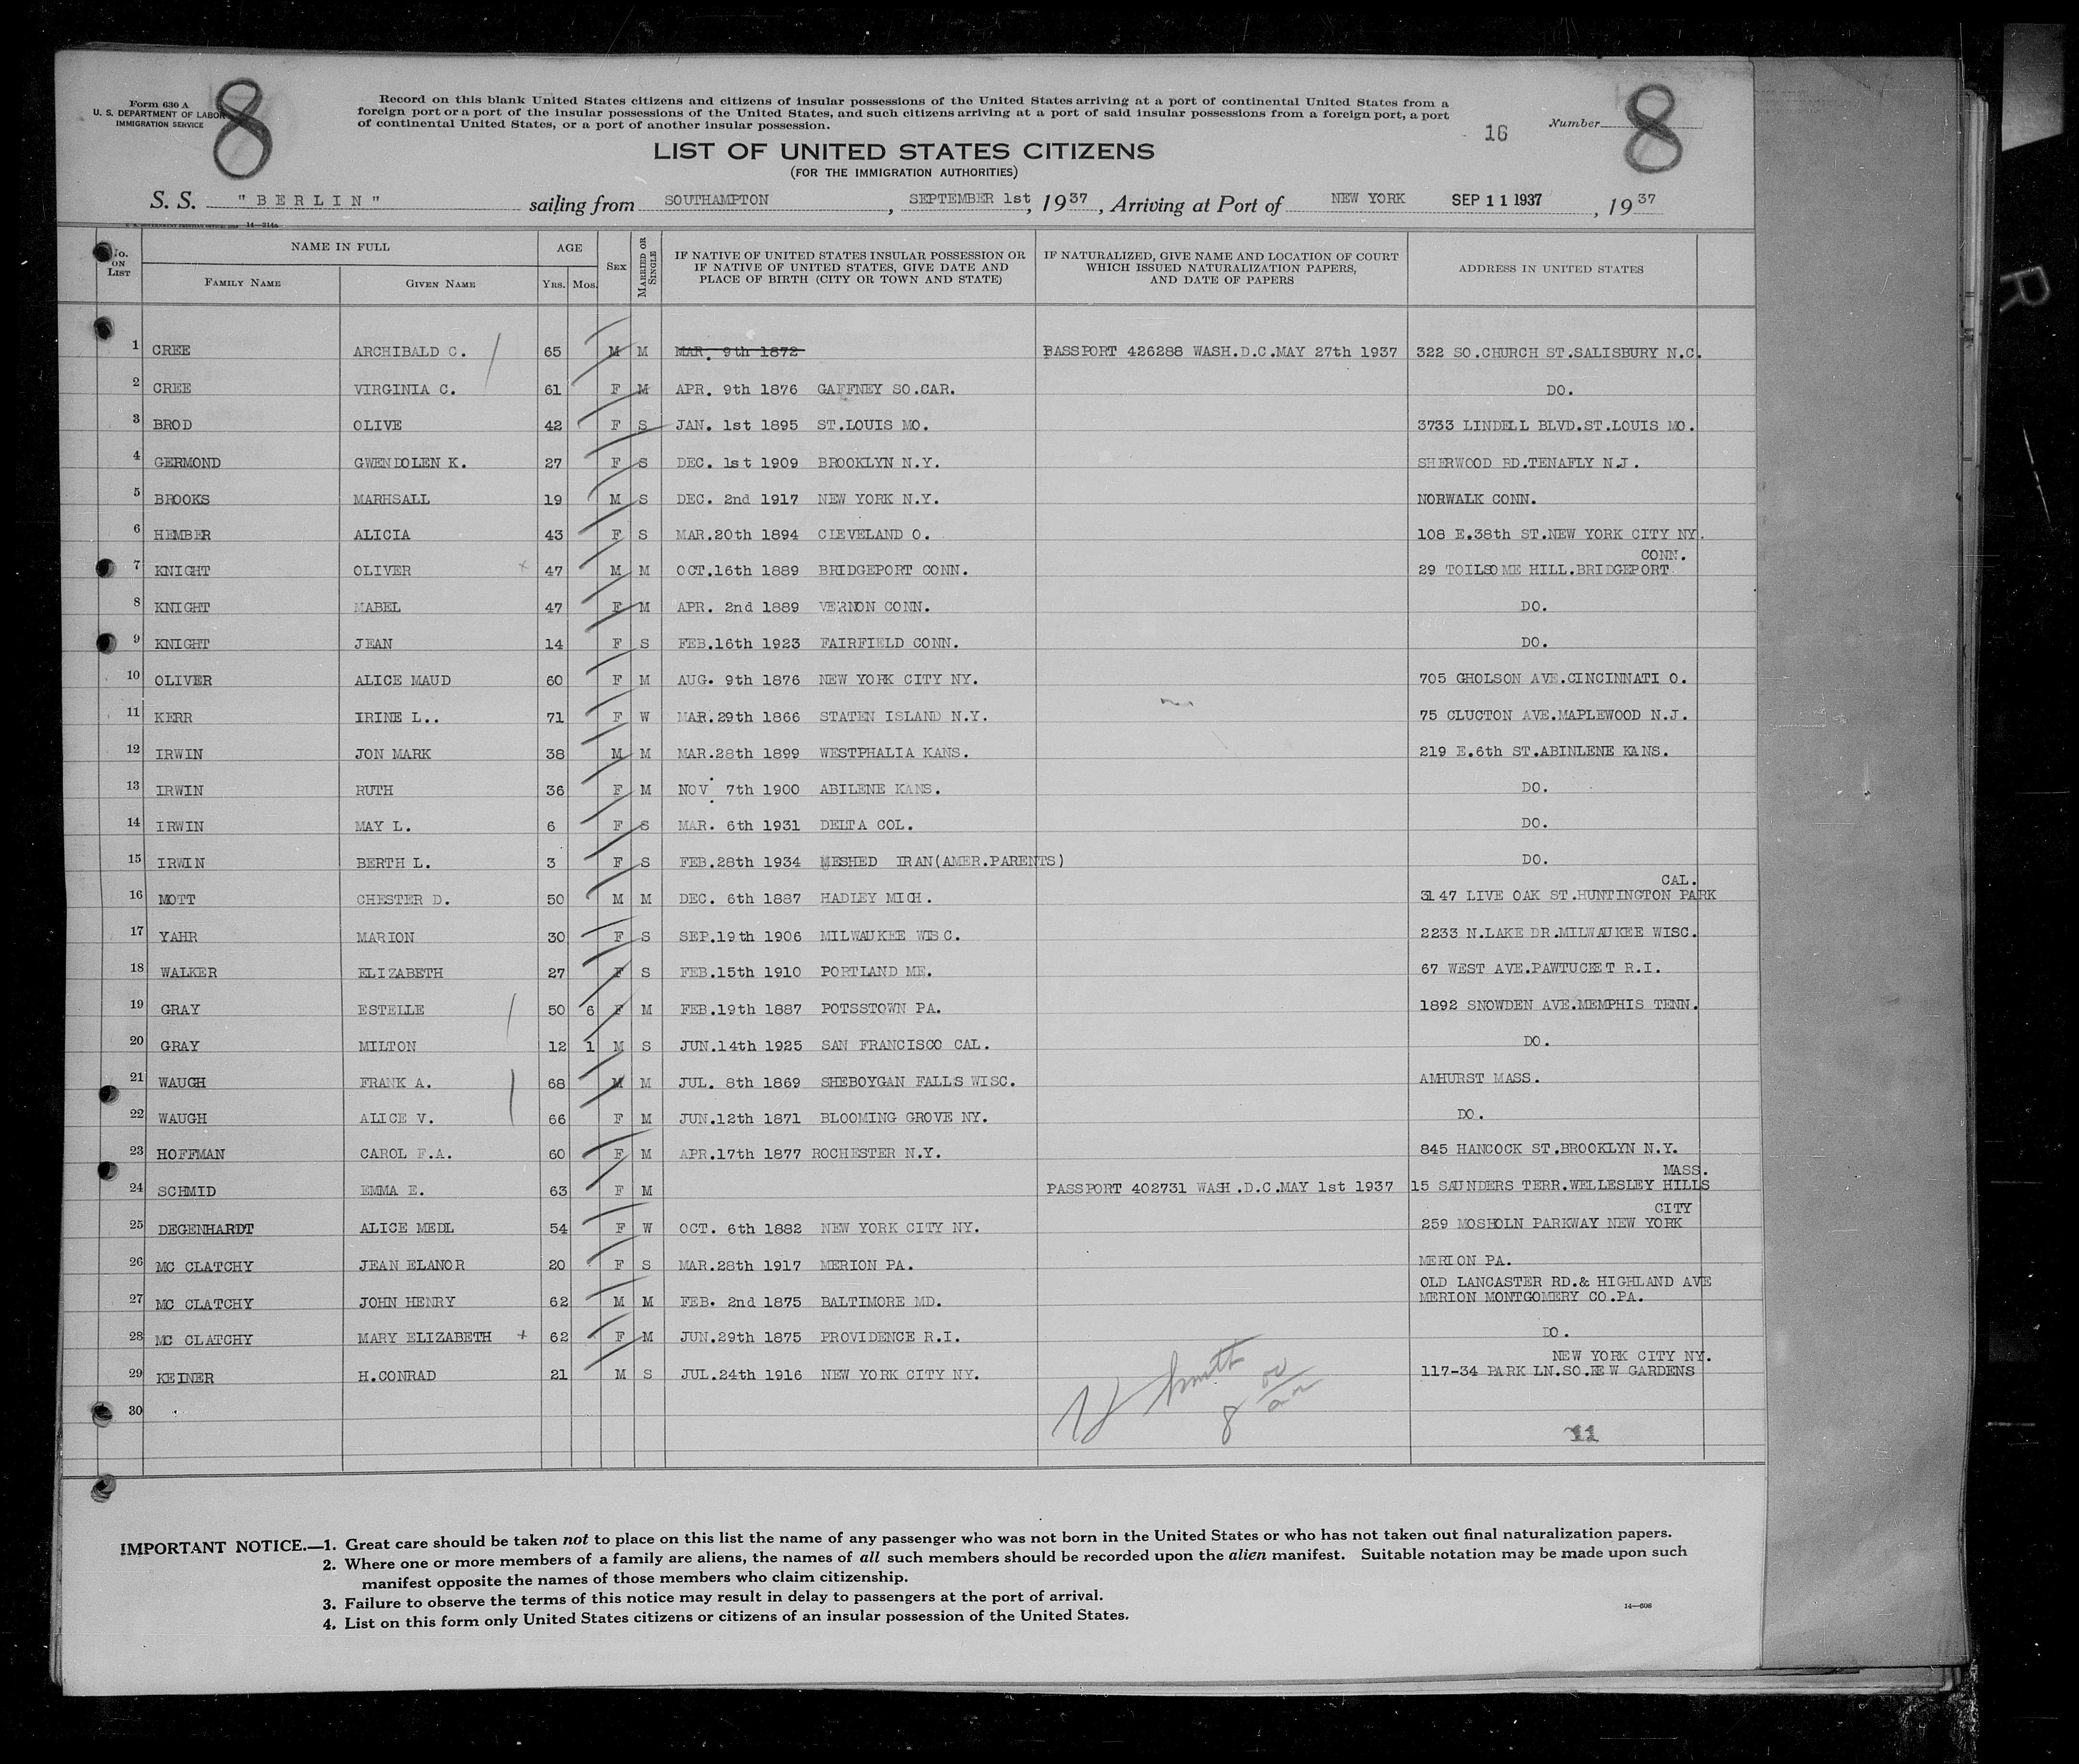 Form 630 A
U. S. DEPARTMENT OF LABOR
IMMIGRATION SERVICE
8
Record on this blank United States citizens and citizens of insular possessions of the United States arriving at a port of continental United States from a
foreign port or a port of the insular possessions of the United States, and such citizens arriving at a port of said insular possessions from a foreign port, a port
of continental United States, or a port of another insular possession.
16
Number
8
LIST OF UNITED STATES CITIZENS
(FOR THE IMMIGRATION AUTHORITIES)
S. S. "BERLIN" sailing from SOUTHAMPTON, SEPTEMBER 1st, 1937, Arriving at Port of NEW YORK SEP 11 1937, 1937
No. ON LIST NAME IN FULL AGE SEX MARRIED OR SINGLE IF NATIVE OF UNITED STATES INSULAR POSSESSION OR IF NATIVE OF UNITED STATES, GIVE DATE AND PLACE OF BIRTH (CITY OR TOWN AND STATE) IF NATURALIZED, GIVE NAME AND LOCATION OF COURT WHICH ISSUED NATURALIZATION PAPERS, AND DATE OF PAPERS ADDRESS IN UNITED STATES
FAMILY NAME GIVEN NAME YRS. MOS.
1 CREE ARCHIBALD C. 65 M M MAR. 9th 1872 PASSPORT 426288 WASH.D.C.MAY 27th 1937 322 SO.CHURCH ST.SALISBURY N.C.
2 CREE VIRGINIA C. 61 F M APR. 9th 1876 GAFFNEY SO.CAR. DO.
3 BROD OLIVE 42 F S JAN. 1st 1895 ST.LOUIS MO. 3733 LINDELL BLVD.ST.LOUIS MO.
4 GERMOND GWENDOLEN K. 27 F S DEC. 1st 1909 BROOKLYN N.Y. SHERWOOD RD.TENAFLY N.J.
5 BROOKS MARHSALL 19 M S DEC. 2nd 1917 NEW YORK N.Y. NORWALK CONN.
6 HEMBER ALICIA 43 F S MAR.20th 1894 CLEVELAND O. 108 E.38th ST.NEW YORK CITY NY.
CONN.
7 KNIGHT OLIVER x 47 M M OCT.16th 1889 BRIDGEPORT CONN. 29 TOILSOME HILL.BRIDGEPORT
8 KNIGHT MABEL 47 F M APR. 2nd 1889 VERNON CONN. DO.
9 KNIGHT JEAN 14 F S FEB.16th 1923 FAIRFIELD CONN. DO.
10 OLIVER ALICE MAUD 60 F M AUG. 9th 1876 NEW YORK CITY NY. 705 GHOLSON AVE.CINCINNATI O.
11 KERR IRINE L.. 71 F W MAR.29th 1866 STATEN ISLAND N.Y. 75 CLUCTON AVE.MAPLEWOOD N.J.
12 IRWIN JON MARK 38 M M MAR.28th 1899 WESTPHALIA KANS. 219 E.6th ST.ABINLENE KANS.
13 IRWIN RUTH 36 F M NOV. 7th 1900 ABILENE KANS. DO.
14 IRWIN MAY L. 6 F S MAR. 6th 1931 DELTA COL. DO.
15 IRWIN BERTH L. 3 F S FEB.28th 1934 MESHED IRAN(AMER.PARENTS) DO.
CAL.
16 MOTT CHESTER D. 50 M M DEC. 6th 1887 HADLEY MICH. 3147 LIVE OAK ST.HUNTINGTON PARK
17 YAHR MARION 30 F S SEP.19th 1906 MILWAUKEE WISC. 2233 N.LAKE DR.MILWAUKEE WISC.
18 WALKER ELIZABETH 27 F S FEB.15th 1910 PORTLAND ME. 67 WEST AVE.PAWTUCKET R.I.
19 GRAY ESTELLE 50 6 F M FEB.19th 1887 POTSSTOWN PA. 1892 SNOWDEN AVE.MEMPHIS TENN.
20 GRAY MILTON 12 1 M S JUN.14th 1925 SAN FRANCISCO CAL. DO.
21 WAUGH FRANK A. 68 M M JUL. 8th 1869 SHEBOYGAN FALLS WISC. AMHURST MASS.
22 WAUGH ALICE V. 66 F M JUN.12th 1871 BLOOMING GROVE NY. DO.
23 HOFFMAN CAROL F.A. 60 F M APR.17th 1877 ROCHESTER N.Y. 845 HANCOCK ST.BROOKLYN N.Y.
MASS.
24 SCHMID EMMA E. 63 F M PASSPORT 402731 WASH.D.C.MAY 1st 1937 15 SAUNDERS TERR.WELLESLEY HILLS
CITY
25 DEGENHARDT ALICE MEDL 54 F W OCT. 6th 1882 NEW YORK CITY NY. 259 MOSHOLN PARKWAY NEW YORK
26 MC CLATCHY JEAN ELANOR 20 F S MAR.28th 1917 MERION PA. MERION PA.
OLD LANCASTER RD.& HIGHLAND AVE
27 MC CLATCHY JOHN HENRY 62 M M FEB. 2nd 1875 BALTIMORE MD. MERION MONTGOMERY CO.PA.
28 MC CLATCHY MARY ELIZABETH + 62 F M JUN.29th 1875 PROVIDENCE R.I. DO.
NEW YORK CITY NY.
29 KEINER H.CONRAD 21 M S JUL.24th 1916 NEW YORK CITY NY. 117-34 PARK LN.SO.KEW GARDENS
30
11
IMPORTANT NOTICE.—1. Great care should be taken not to place on this list the name of any passenger who was not born in the United States or who has not taken out final naturalization papers.
2. Where one or more members of a family are aliens, the names of all such members should be recorded upon the alien manifest. Suitable notation may be made upon such
manifest opposite the names of those members who claim citizenship.
3. Failure to observe the terms of this notice may result in delay to passengers at the port of arrival.
4. List on this form only United States citizens or citizens of an insular possession of the United States.
14—608